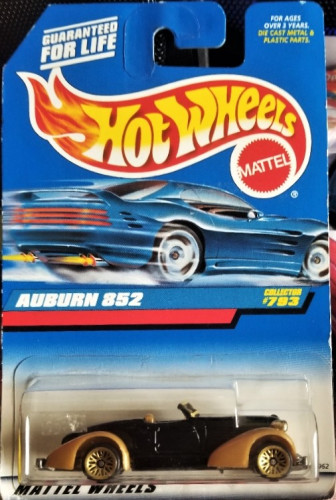 GUARANTEED
FOR LIFE
FOR AGES
OVER 3 YEARS.
DIE CAST METAL &
PLASTIC PARTS.
HOT WHEELS
MATTEL
®
AUBURN 852
COLLECTOR
#793
MATTEL WHEELS